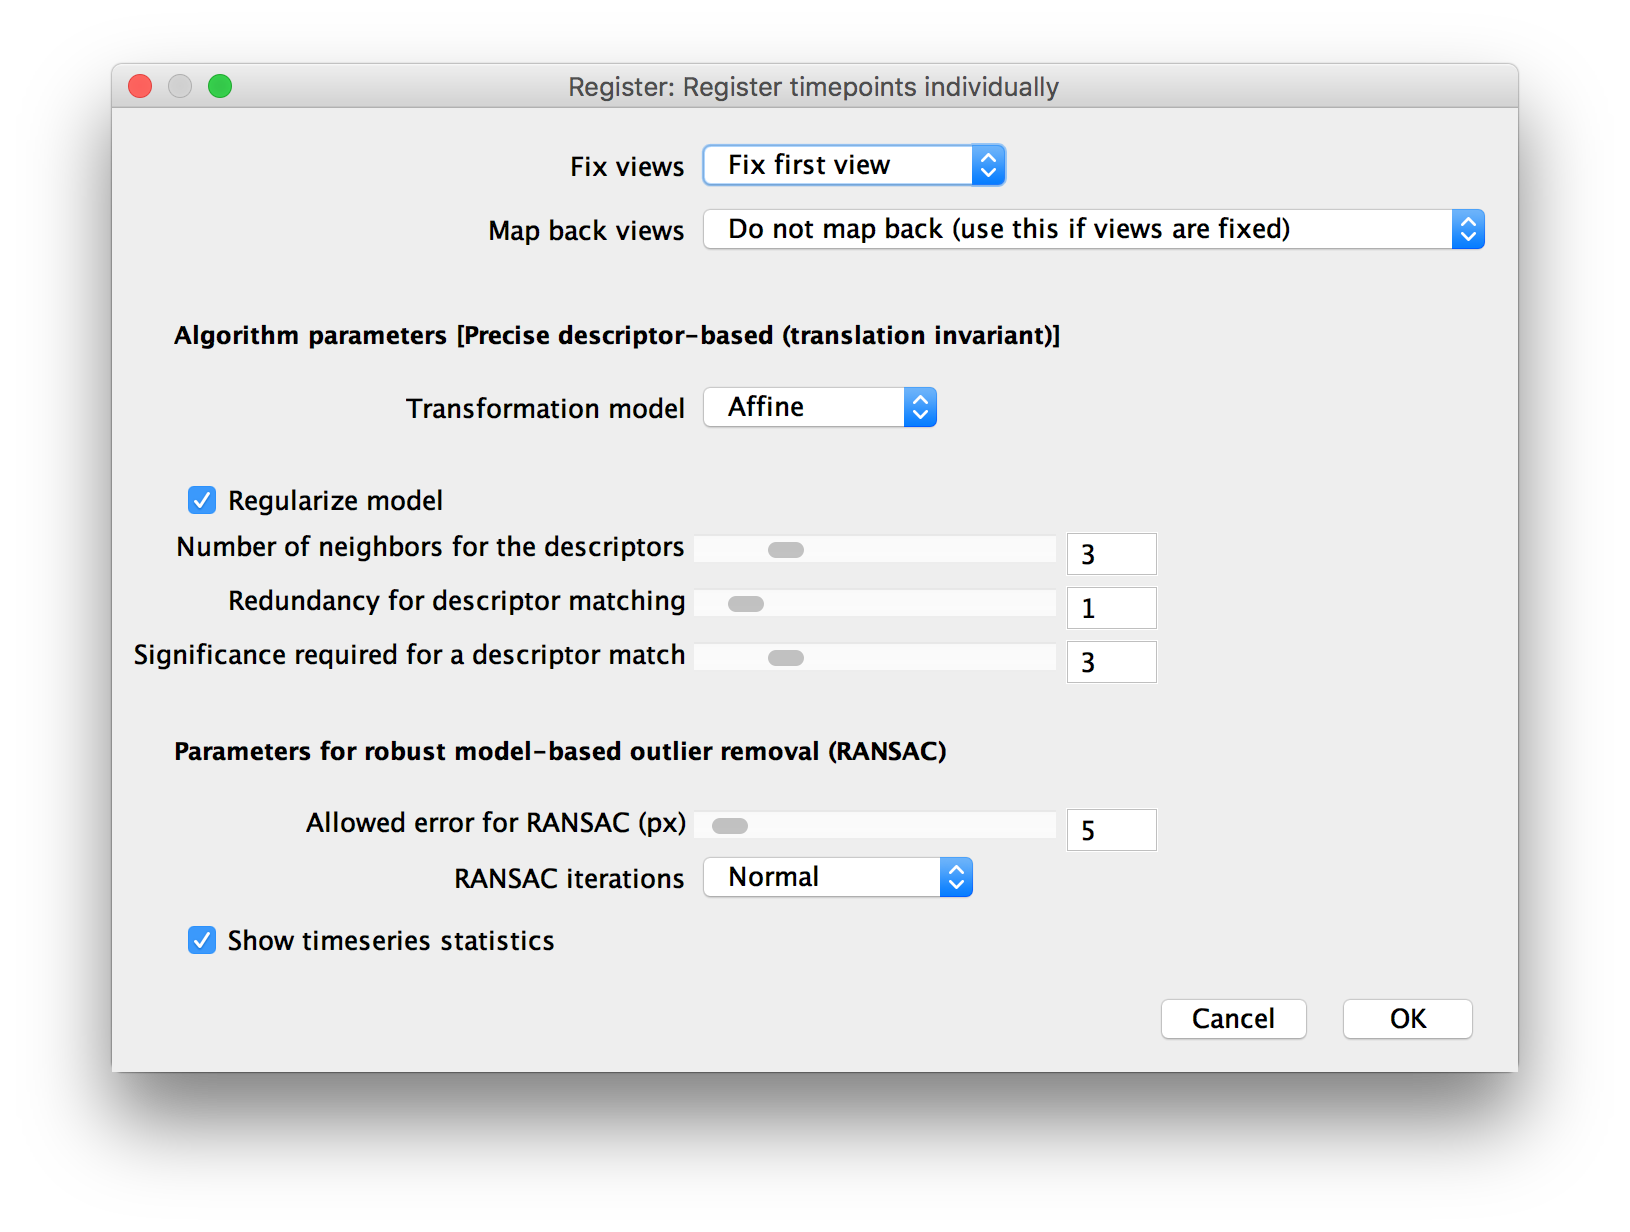 Register: Register timepoints individually
Fix views Fix first view
Map back views Do not map back (use this if views are fixed)
Algorithm parameters [Precise descriptor-based (translation invariant)]
Transformation model Affine
Regularize model
Number of neighbors for the descriptors 3
Redundancy for descriptor matching 1
Significance required for a descriptor match 3
Parameters for robust model-based outlier removal (RANSAC)
Allowed error for RANSAC (px) 5
RANSAC iterations Normal
Show timeseries statistics
Cancel OK